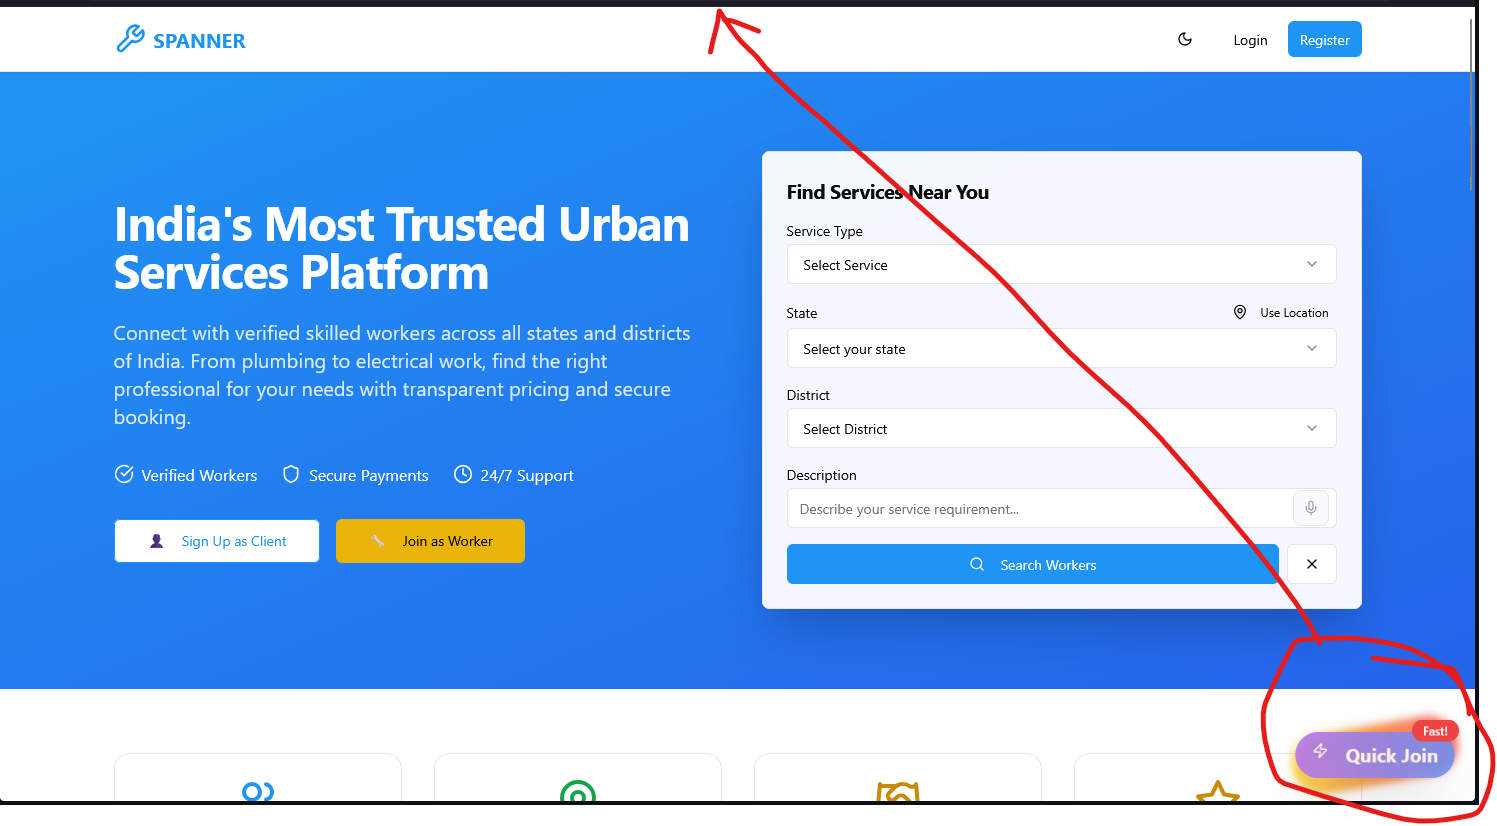 SPANNER
Login
Register
India's Most Trusted Urban
Services Platform
Connect with verified skilled workers across all states and districts
of India. From plumbing to electrical work, find the right
professional for your needs with transparent pricing and secure
booking.
Verified Workers
Secure Payments
24/7 Support
Sign Up as Client
Join as Worker
Find Services Near You
Service Type
Select Service
State
Use Location
Select your state
District
Select District
Description
Describe your service requirement...
Search Workers
Fast!
Quick Join